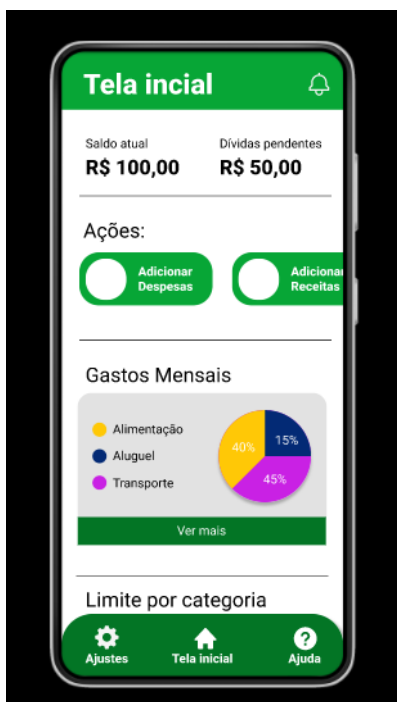 Tela incial
Saldo atual
Dívidas pendentes
R$ 100,00
R$ 50,00
Ações:
Adicionar
Despesas
Adiciona
Receitas
Gastos Mensais
Alimentação
Aluguel
Transporte
40%
15%
45%
Ver mais
Limite por categoria
Ajustes
Tela inicial
Ajuda